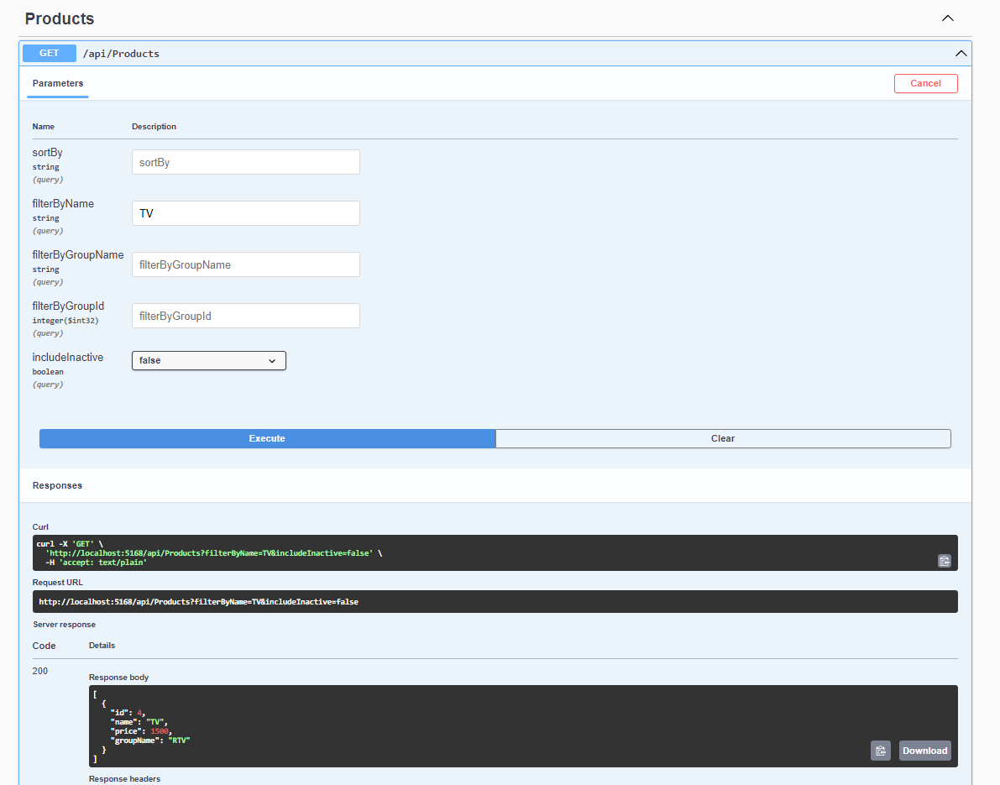 Products
GET /api/Products
Parameters Cancel
Name Description
sortBy
string
(query)
sortBy
filterByName
string
(query)
TV
filterByGroupName
string
(query)
filterByGroupName
filterByGroupId
integer($int32)
(query)
filterByGroupId
includeInactive
boolean
(query)
false
Execute Clear
Responses
Curl
curl -X 'GET' \
'http://localhost:5168/api/Products?filterByName=TV&includeInactive=false' \
-H 'accept: text/plain'
Request URL
http://localhost:5168/api/Products?filterByName=TV&includeInactive=false
Server response
Code Details
200
Response body
[
{
"id": 4,
"name": "TV",
"price": 1500,
"groupName": "RTV"
}
]
Download
Response headers